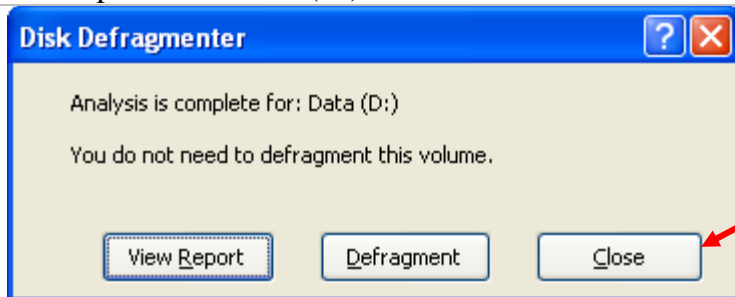 Disk Defragmenter
Analysis is complete for: Data (D:)
You do not need to defragment this volume.
View Report Defragment Close